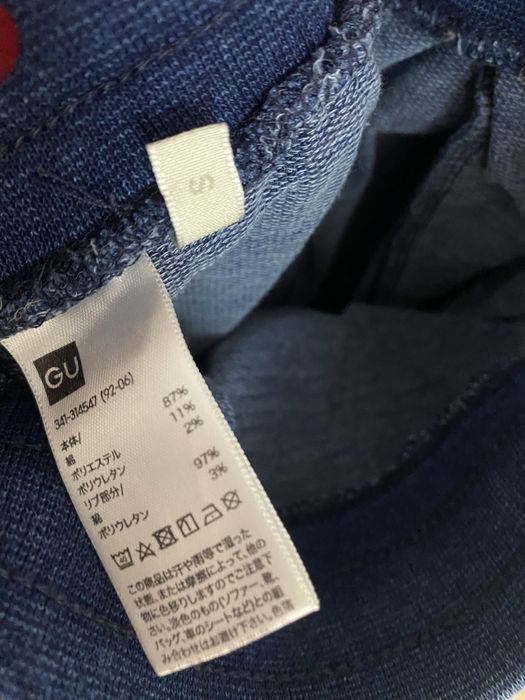 S
GU
341-314547 (92-06)
本体/
綿 87%
ポリエステル 11%
ポリウレタン 2%
リブ部分/
綿 97%
ポリウレタン 3%
40
この商品は汗や雨等で湿った
状態、または摩擦によって、他の
物に色移りしますのでご注意下
さい。淡色のもの(ソファー、靴、
バッグ、車のシートなど)との組
み合わせはお避け下さい。色落